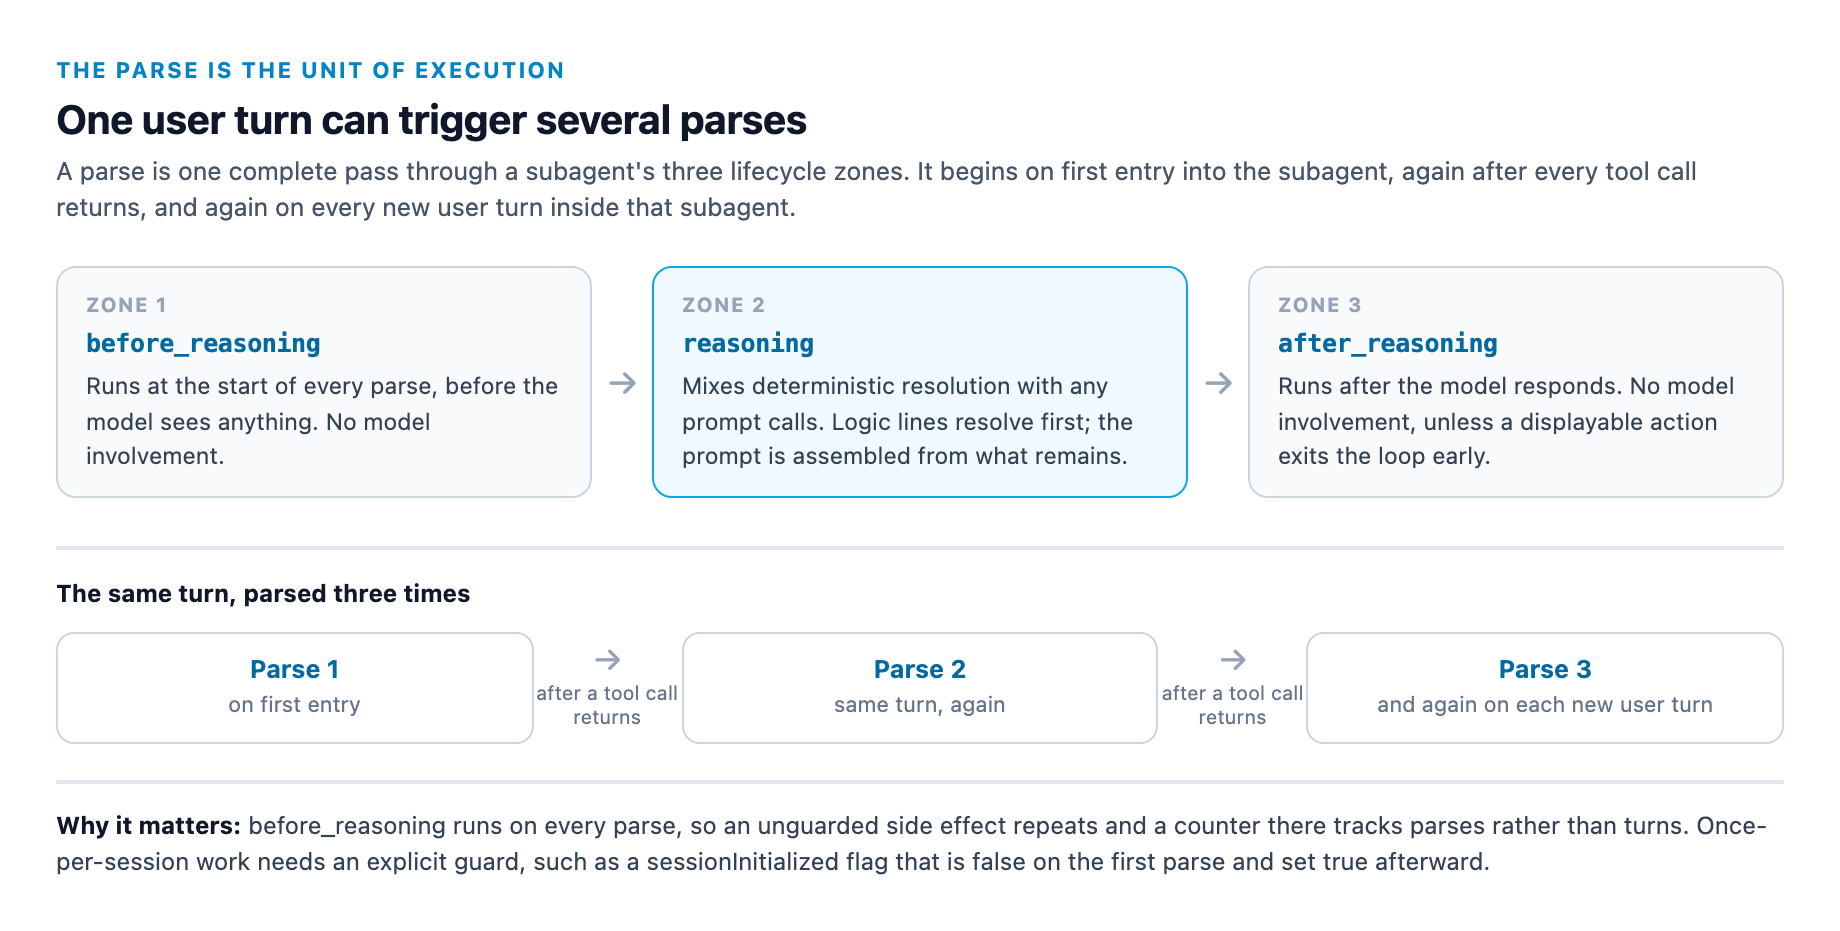 THE PARSE IS THE UNIT OF EXECUTION
One user turn can trigger several parses
A parse is one complete pass through a subagent's three lifecycle zones. It begins on first entry into the subagent, again after every tool call
returns, and again on every new user turn inside that subagent.
ZONE 1
before_reasoning
Runs at the start of every parse, before the
model sees anything. No model
involvement.
→
ZONE 2
reasoning
Mixes deterministic resolution with any
prompt calls. Logic lines resolve first; the
prompt is assembled from what remains.
→
ZONE 3
after_reasoning
Runs after the model responds. No model
involvement, unless a displayable action
exits the loop early.
The same turn, parsed three times
Parse 1
on first entry
→
after a tool call
returns
Parse 2
same turn, again
→
after a tool call
returns
Parse 3
and again on each new user turn
Why it matters: before_reasoning runs on every parse, so an unguarded side effect repeats and a counter there tracks parses rather than turns. Once-
per-session work needs an explicit guard, such as a sessionInitialized flag that is false on the first parse and set true afterward.